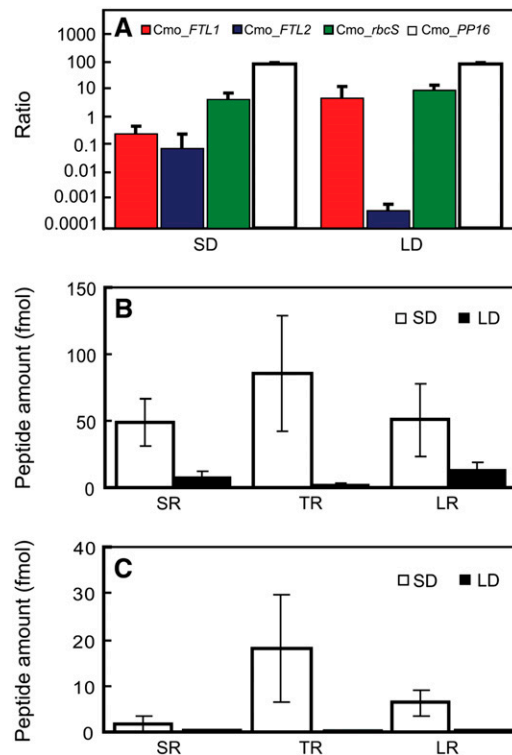 A
Cmo_FTL1 Cmo_FTL2 Cmo_rbcS Cmo_PP16
Ratio
1000
100
10
1
0.1
0.01
0.001
0.0001
SD LD
B
SD LD
Peptide amount (fmol)
150
100
50
0
SR TR LR
C
SD LD
Peptide amount (fmol)
40
30
20
10
0
SR TR LR